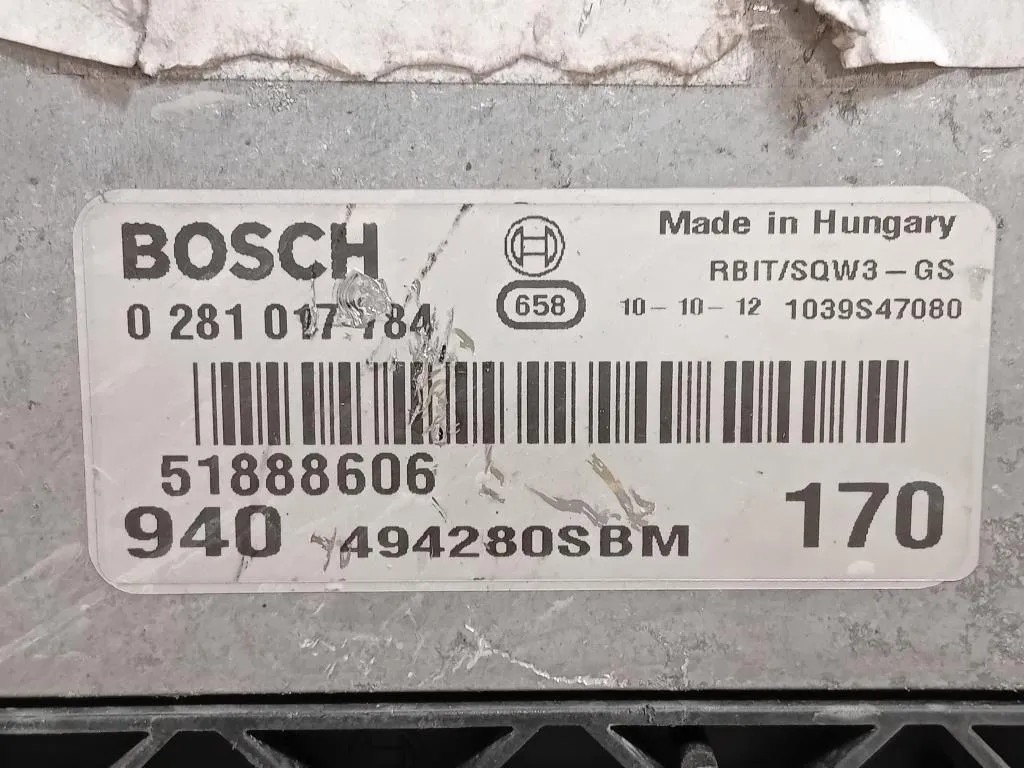 BOSCH
Made in Hungary
RBIT/SQW3-GS
0 281 017 784
658
10-10-12 1039S47080
51888606
940 494280SBM 170